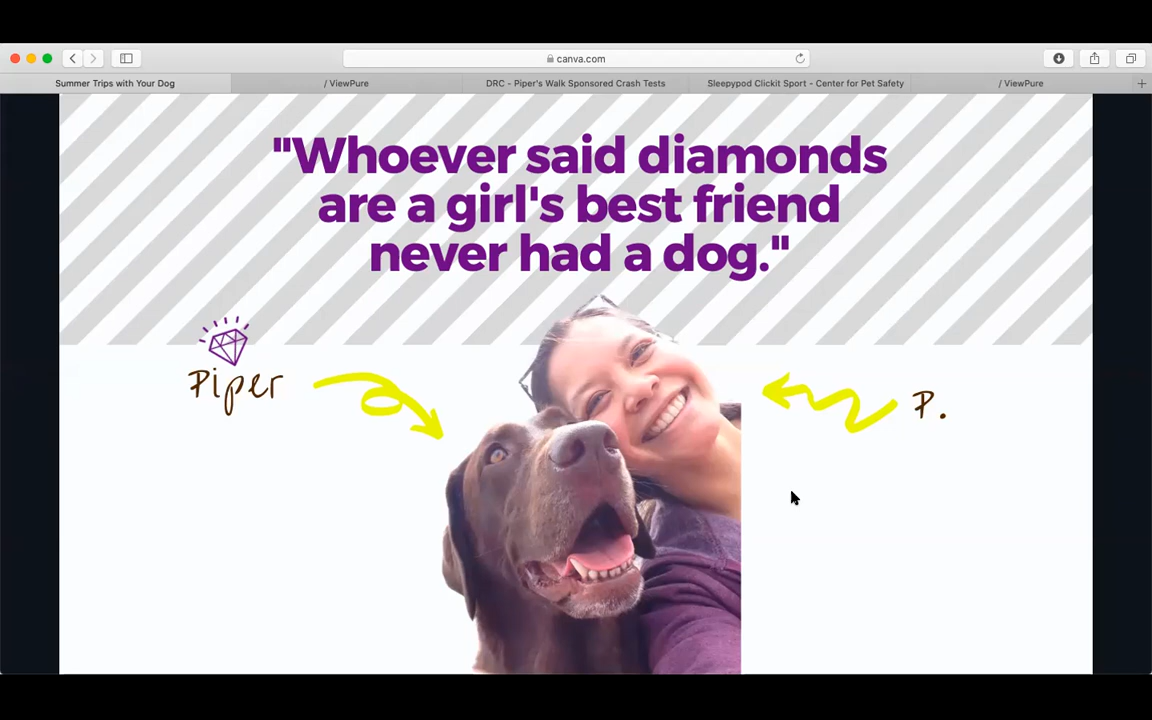 canva.com
Summer Trips with Your Dog
/ ViewPure
DRC - Piper's Walk Sponsored Crash Tests
Sleepypod Clickit Sport - Center for Pet Safety
/ ViewPure
"Whoever said diamonds
are a girl's best friend
never had a dog."
Piper
P.